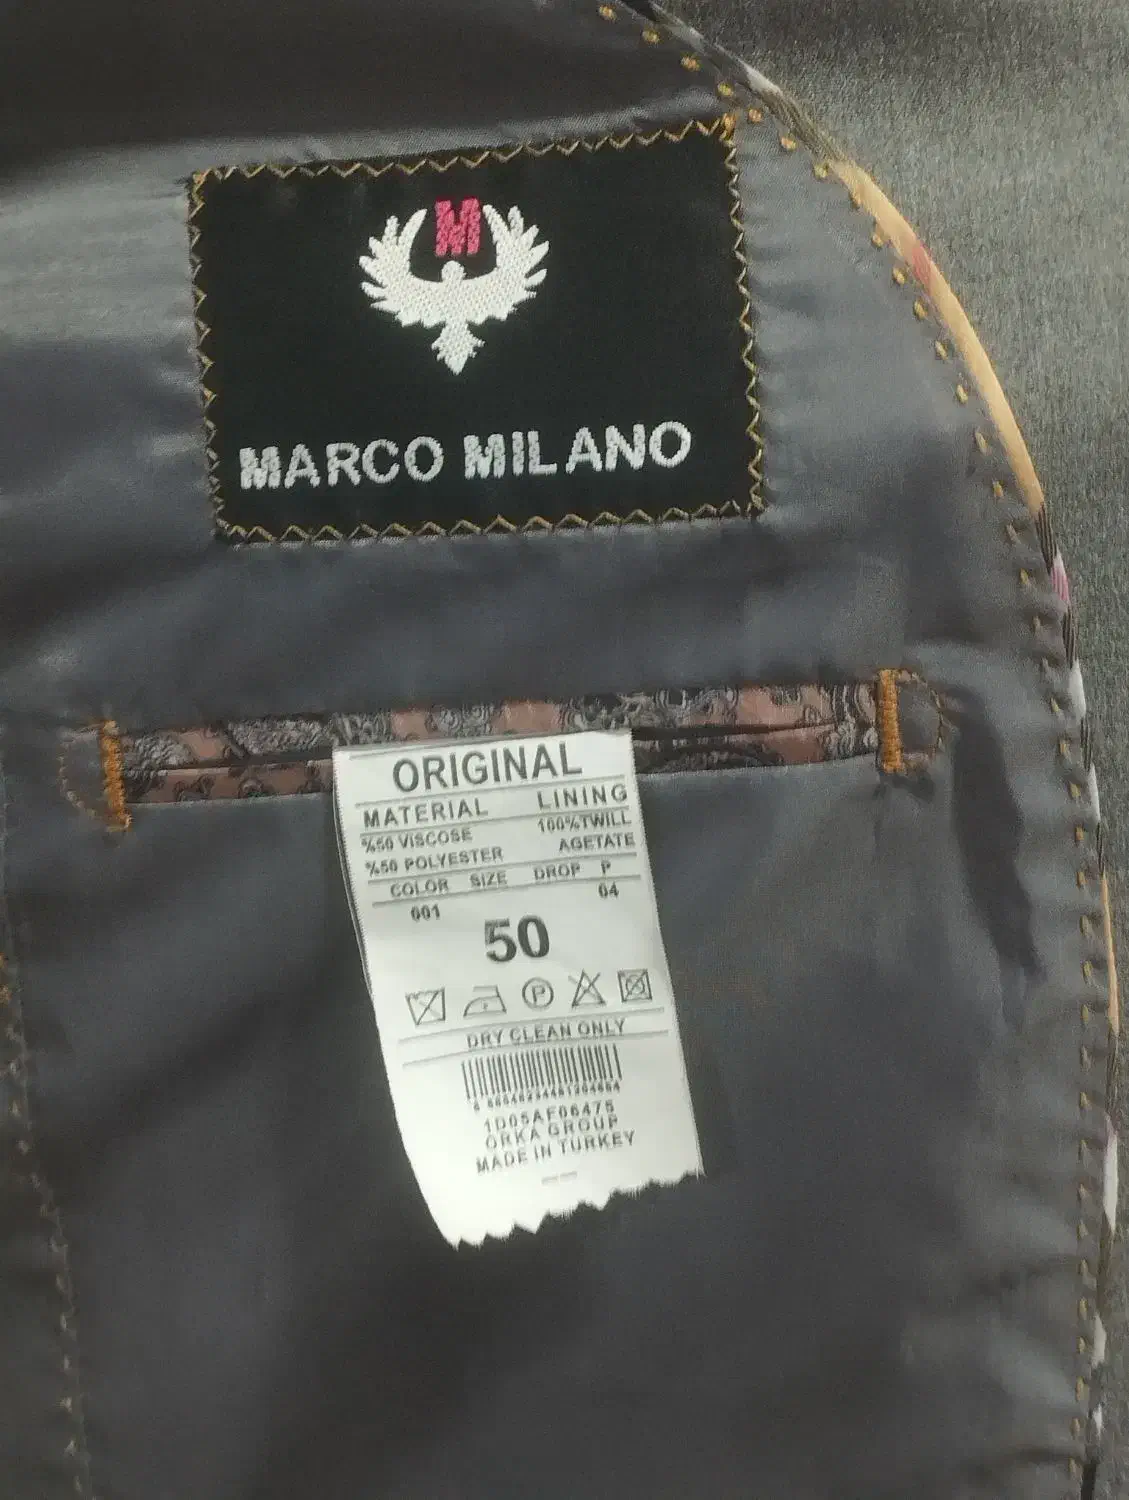 M
MARCO MILANO
ORIGINAL
MATERIAL LINING
%50 VISCOSE 100%TWILL
%50 POLYESTER AGETATE
COLOR SIZE DROP P
001 04
50
P
DRY CLEAN ONLY
1D05AF06475
ORKA GROUP
MADE IN TURKEY